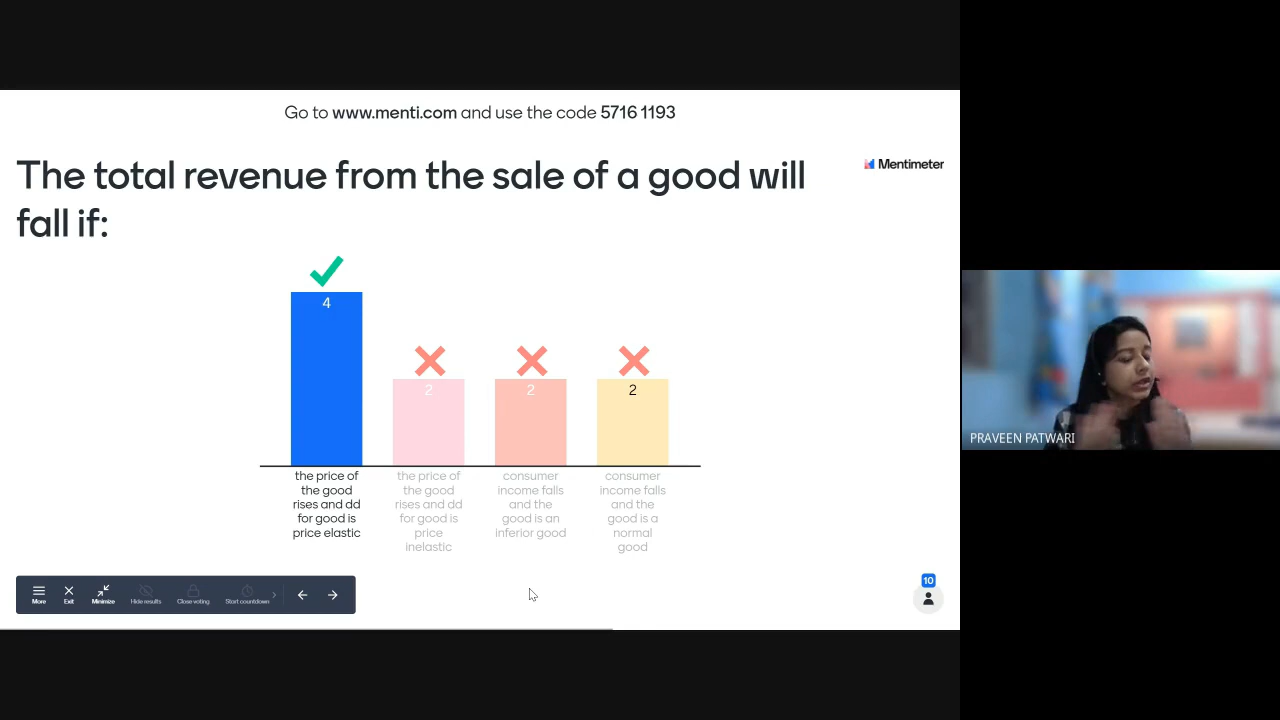 Go to www.menti.com and use the code 5716 1193
The total revenue from the sale of a good will
fall if:
Mentimeter
4
2
2
2
the price of
the good
rises and dd
for good is
price elastic
the price of
the good
rises and dd
for good is
price
inelastic
consumer
income falls
and the
good is an
inferior good
consumer
income falls
and the
good is a
normal
good
PRAVEEN PATWARI
More
Exit
Minimize
Hide results
Close voting
Start countdown
10